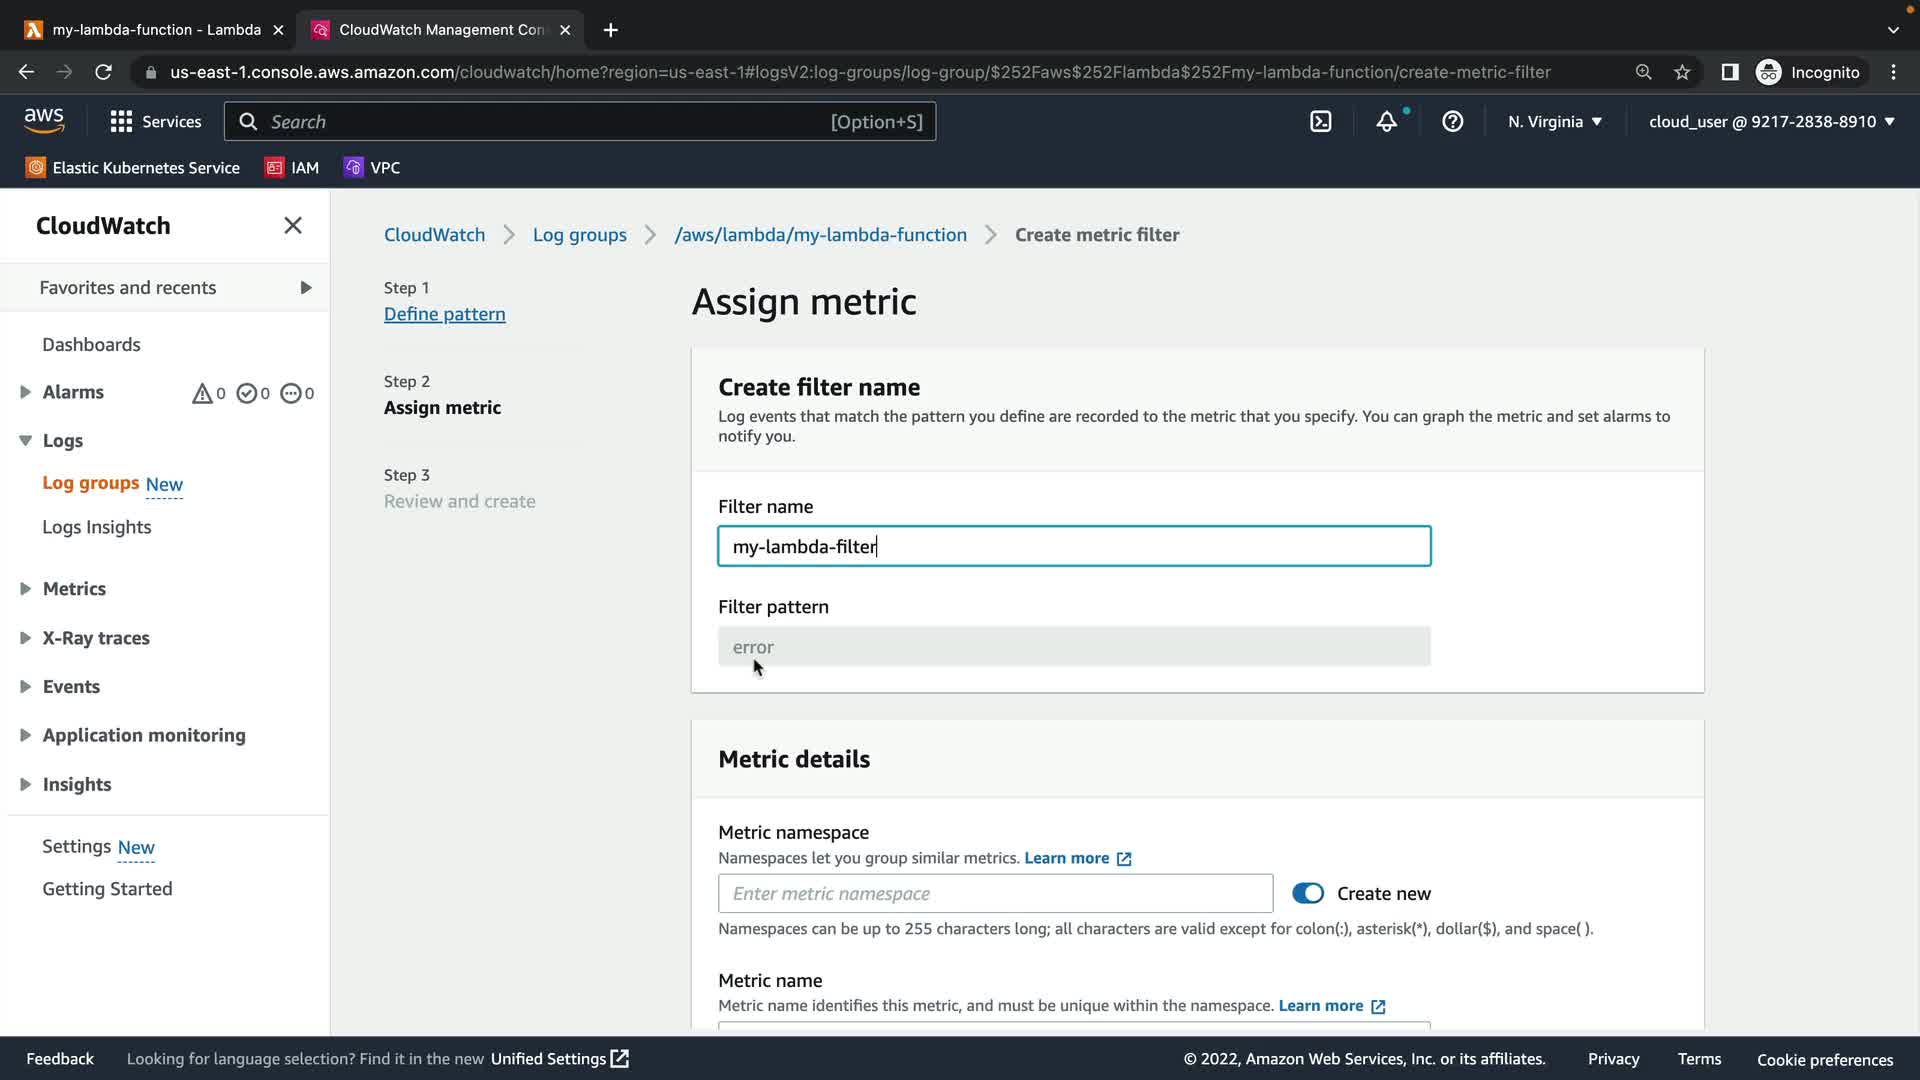 my-lambda-function - Lambda
CloudWatch Management Con
us-east-1.console.aws.amazon.com/cloudwatch/home?region=us-east-1#logsV2:log-groups/log-group/$252Faws$252Flambda$252Fmy-lambda-function/create-metric-filter
Incognito
aws
Services
Search
[Option+S]
N. Virginia
cloud_user @ 9217-2838-8910
Elastic Kubernetes Service
IAM
VPC
CloudWatch
Favorites and recents
Dashboards
Alarms
0
0
0
Logs
Log groups New
Logs Insights
Metrics
X-Ray traces
Events
Application monitoring
Insights
Settings New
Getting Started
CloudWatch
Log groups
/aws/lambda/my-lambda-function
Create metric filter
Step 1
Define pattern
Step 2
Assign metric
Step 3
Review and create
Assign metric
Create filter name
Log events that match the pattern you define are recorded to the metric that you specify. You can graph the metric and set alarms to
notify you.
Filter name
my-lambda-filter
Filter pattern
error
Metric details
Metric namespace
Namespaces let you group similar metrics. Learn more
Enter metric namespace
Create new
Namespaces can be up to 255 characters long; all characters are valid except for colon(:), asterisk(*), dollar($), and space( ).
Metric name
Metric name identifies this metric, and must be unique within the namespace. Learn more
Feedback
Looking for language selection? Find it in the new Unified Settings
© 2022, Amazon Web Services, Inc. or its affiliates.
Privacy
Terms
Cookie preferences